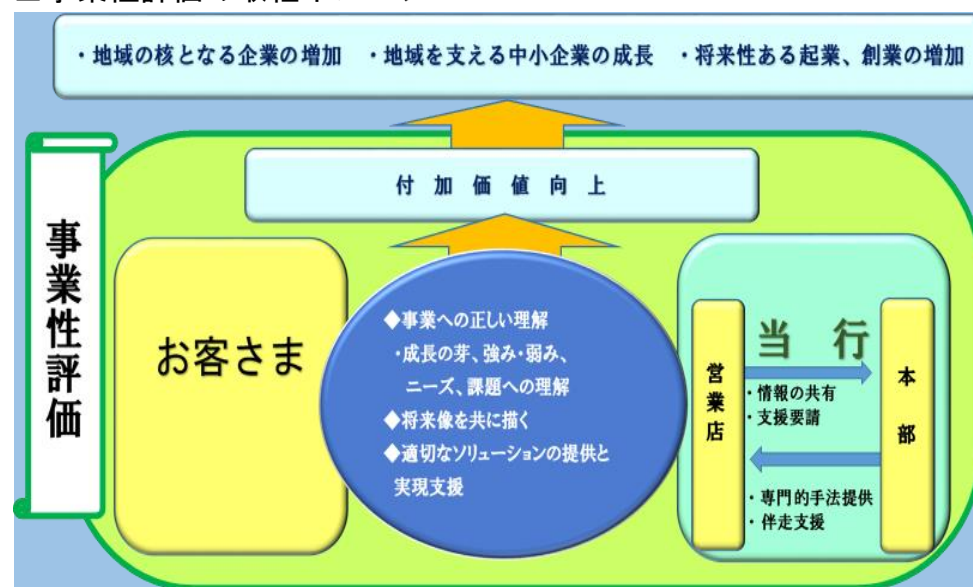 ・地域の核となる企業の増加 ・地域を支える中小企業の成長 ・将来性ある起業、創業の増加
付加価値向上
事業性評価
お客さま
◆事業への正しい理解
・成長の芽、強み・弱み、
ニーズ、課題への理解
◆将来像を共に描く
◆適切なソリューションの提供と
実現支援
当行
営業店
・情報の共有
・支援要請
・専門的手法提供
・伴走支援
本部